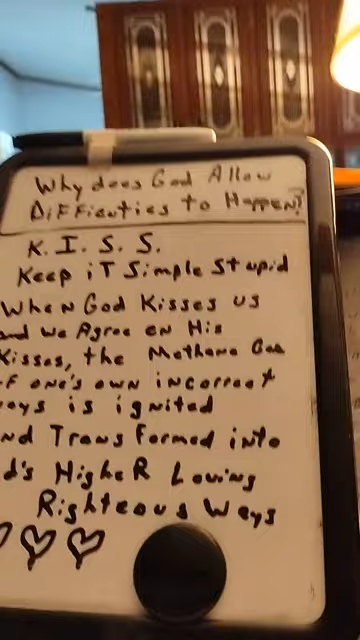 Why does God Allow
Difficulties to Happen?
K. I. S. S.
Keep iT Simple Stupid
When God Kisses us
and we Agree on His
Kisses, the Methane Gas
of one's own incorrect
ways is ignited
and Transformed into
d's Higher Loving
Righteous Ways